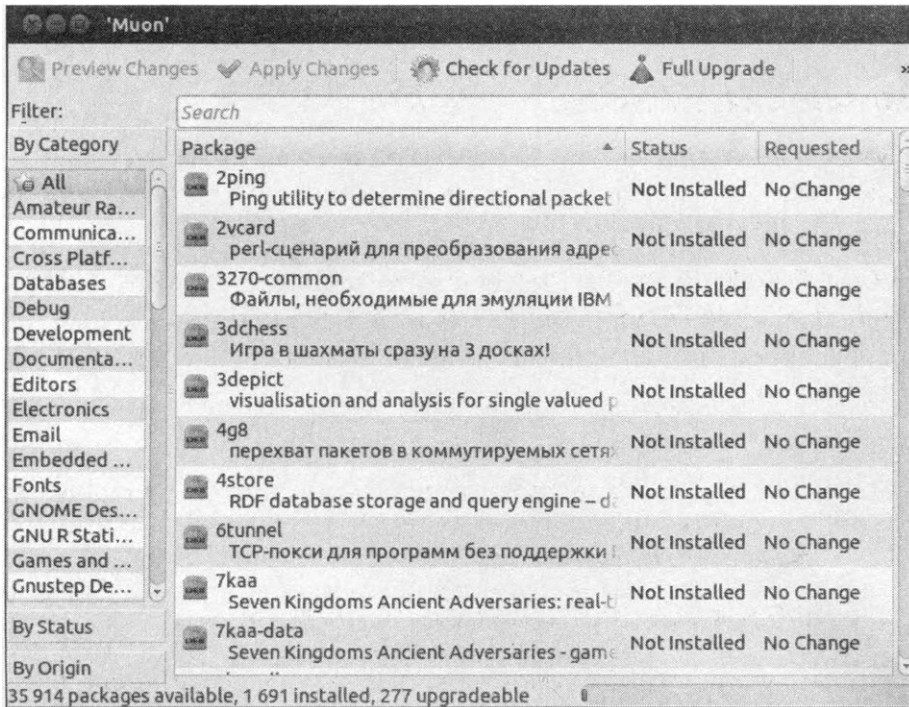 'Muon'
Preview Changes Apply Changes Check for Updates Full Upgrade »
Filter:
Search
By Category
Package Status Requested
All
Amateur Ra...
Communica...
Cross Platf...
Databases
Debug
Development
Documenta...
Editors
Electronics
Email
Embedded ...
Fonts
GNOME Des...
GNU R Stati...
Games and ...
Gnustep De...
By Status
By Origin
2ping Not Installed No Change
Ping utility to determine directional packet
2vcard Not Installed No Change
perl-сценарий для преобразования адрес
3270-common Not Installed No Change
Файлы, необходимые для эмуляции IBM
3dchess Not Installed No Change
Игра в шахматы сразу на 3 досках!
3depict Not Installed No Change
visualisation and analysis for single valued p
4g8 Not Installed No Change
перехват пакетов в коммутируемых сетях
4store Not Installed No Change
RDF database storage and query engine – da
6tunnel Not Installed No Change
TCP-покси для программ без поддержки
7kaa Not Installed No Change
Seven Kingdoms Ancient Adversaries: real-t
7kaa-data Not Installed No Change
Seven Kingdoms Ancient Adversaries - game
35 914 packages available, 1 691 installed, 277 upgradeable